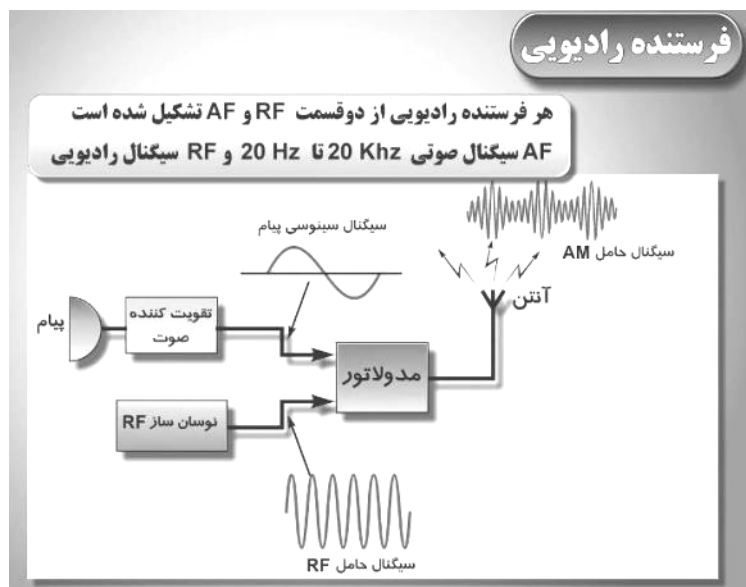 فرستنده رادیویی
هر فرستنده رادیویی از دوقسمت RF و AF تشکیل شده است
AF سیگنال صوتی 20 Khz تا 20 Hz و RF سیگنال رادیویی
سیگنال سینوسی پیام
سیگنال حامل AM
آنتن
پیام
تقویت کننده
صوت
مدولاتور
نوسان ساز RF
سیگنال حامل RF